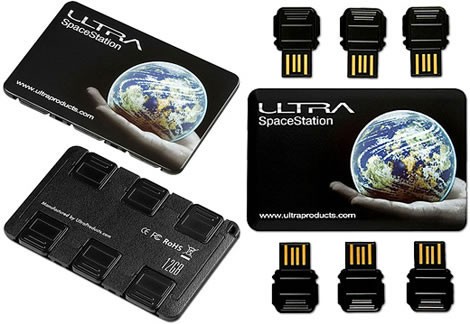 ULTRA
SpaceStation
www.ultraproducts.com
Manufactured by UltraProducts.com
CE FC RoHS
12GB
ULTRA
SpaceStation
www.ultraproducts.com